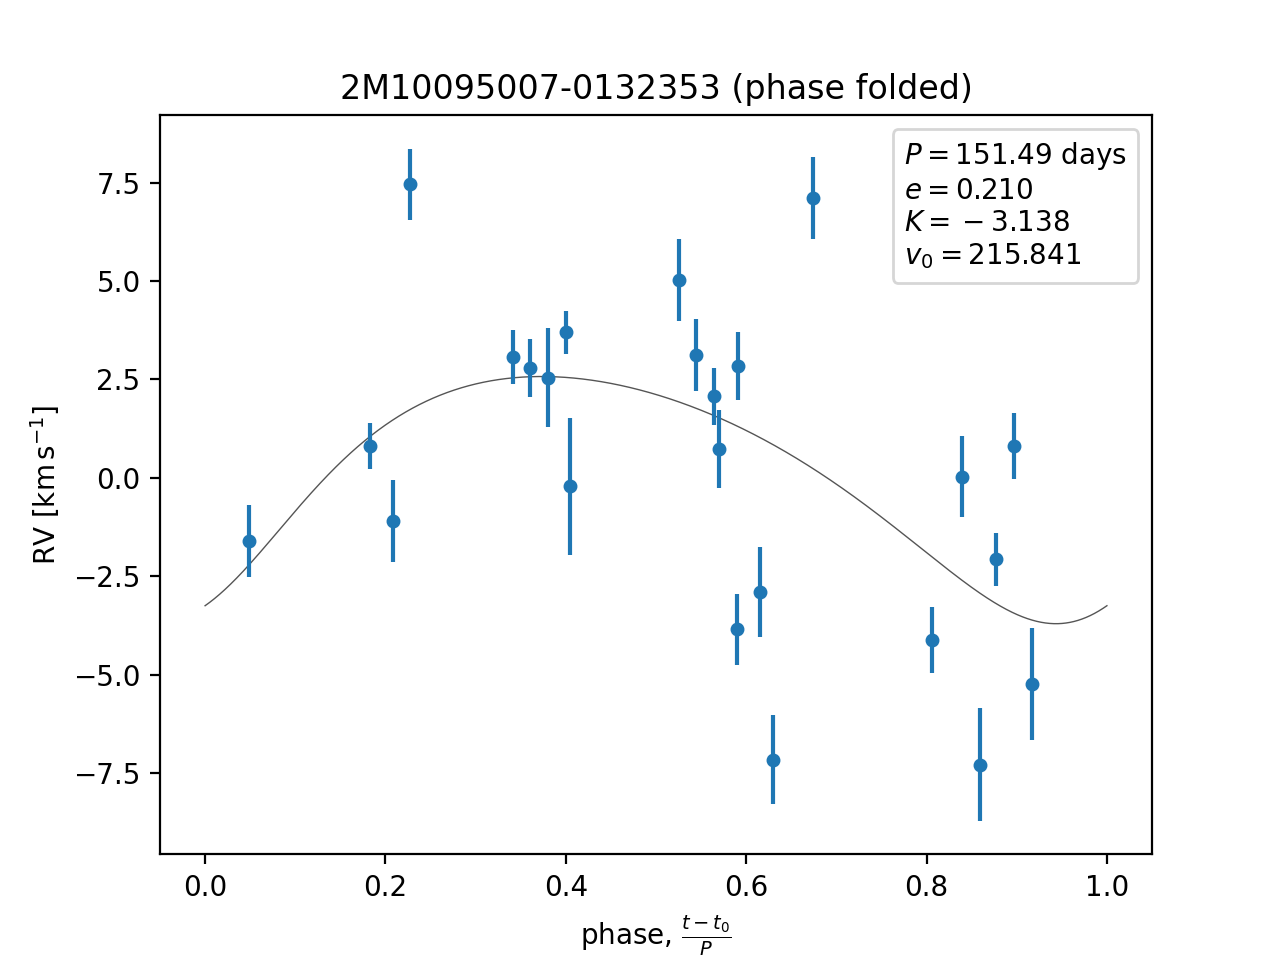 2M10095007-0132353 (phase folded)
P = 151.49 days
e = 0.210
K = −3.138
v₀ = 215.841
RV [km s⁻¹]
7.5
5.0
2.5
0.0
−2.5
−5.0
−7.5
0.0 0.2 0.4 0.6 0.8 1.0
phase, (t − t₀)/P